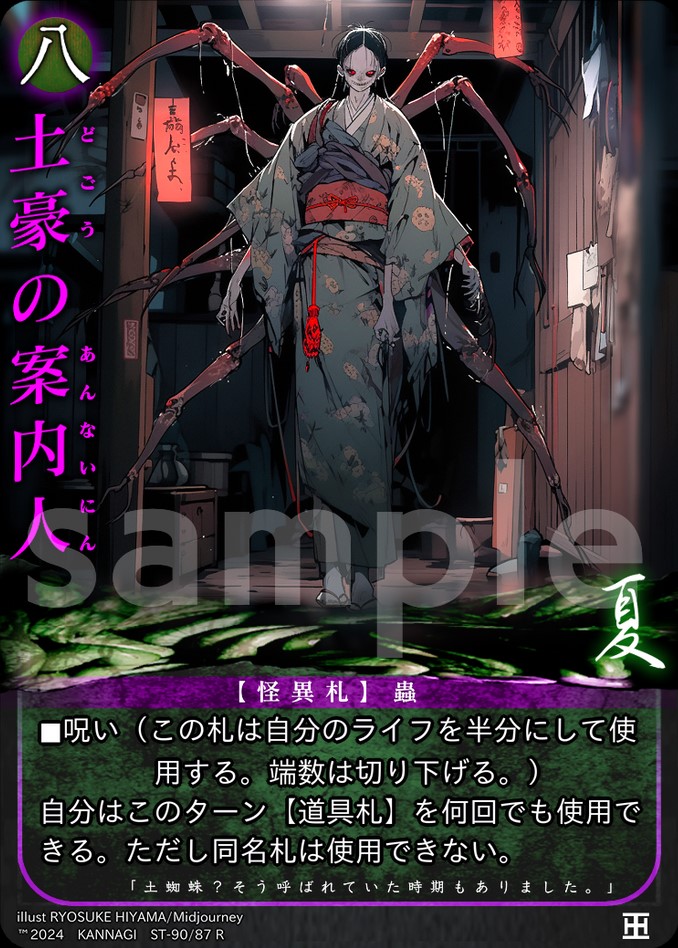 八
土豪の案内人
どごう
あんないにん
sample
夏
【怪異札】蟲
■呪い（この札は自分のライフを半分にして使
用する。端数は切り下げる。）
自分はこのターン【道具札】を何回でも使用で
きる。ただし同名札は使用できない。
「土蜘蛛？そう呼ばれていた時期もありました。」
illust RYOSUKE HIYAMA/Midjourney
™2024 KANNAGI ST-90/87 R